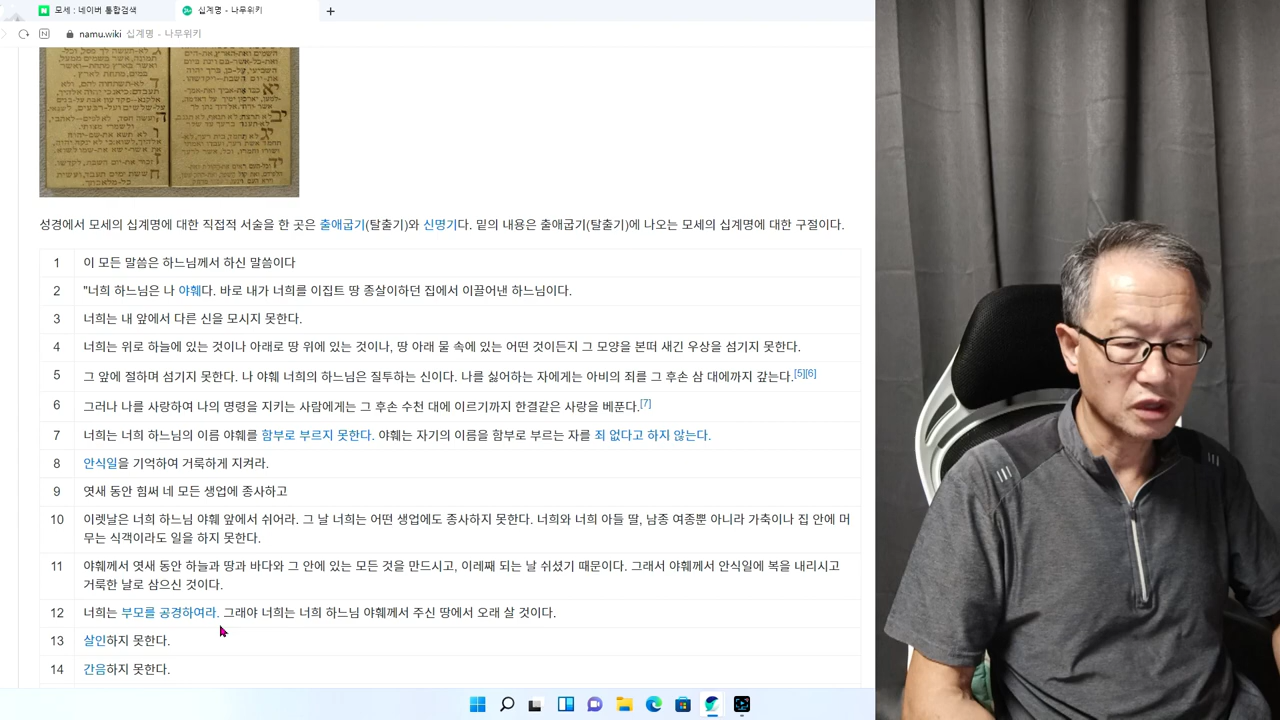 모세 : 네이버 통합검색
십계명 - 나무위키
namu.wiki 십계명 - 나무위키
성경에서 모세의 십계명에 대한 직접적 서술을 한 곳은 출애굽기(탈출기)와 신명기다. 밑의 내용은 출애굽기(탈출기)에 나오는 모세의 십계명에 대한 구절이다.
1 이 모든 말씀은 하느님께서 하신 말씀이다
2 "너희 하느님은 나 야훼다. 바로 내가 너희를 이집트 땅 종살이하던 집에서 이끌어낸 하느님이다.
3 너희는 내 앞에서 다른 신을 모시지 못한다.
4 너희는 위로 하늘에 있는 것이나 아래로 땅 위에 있는 것이나, 땅 아래 물 속에 있는 어떤 것이든지 그 모양을 본떠 새긴 우상을 섬기지 못한다.
5 그 앞에 절하며 섬기지 못한다. 나 야훼 너희의 하느님은 질투하는 신이다. 나를 싫어하는 자에게는 아비의 죄를 그 후손 삼 대에까지 갚는다.[5][6]
6 그러나 나를 사랑하여 나의 명령을 지키는 사람에게는 그 후손 수천 대에 이르기까지 한결같은 사랑을 베푼다.[7]
7 너희는 너희 하느님의 이름 야훼를 함부로 부르지 못한다. 야훼는 자기의 이름을 함부로 부르는 자를 죄 없다고 하지 않는다.
8 안식일을 기억하여 거룩하게 지켜라.
9 엿새 동안 힘써 네 모든 생업에 종사하고
10 이렛날은 너희 하느님 야훼 앞에서 쉬어라. 그 날 너희는 어떤 생업에도 종사하지 못한다. 너희와 너희 아들 딸, 남종 여종뿐 아니라 가축이나 집 안에 머
무는 식객이라도 일을 하지 못한다.
11 야훼께서 엿새 동안 하늘과 땅과 바다와 그 안에 있는 모든 것을 만드시고, 이레째 되는 날 쉬셨기 때문이다. 그래서 야훼께서 안식일에 복을 내리시고
거룩한 날로 삼으신 것이다.
12 너희는 부모를 공경하여라. 그래야 너희는 너희 하느님 야훼께서 주신 땅에서 오래 살 것이다.
13 살인하지 못한다.
14 간음하지 못한다.